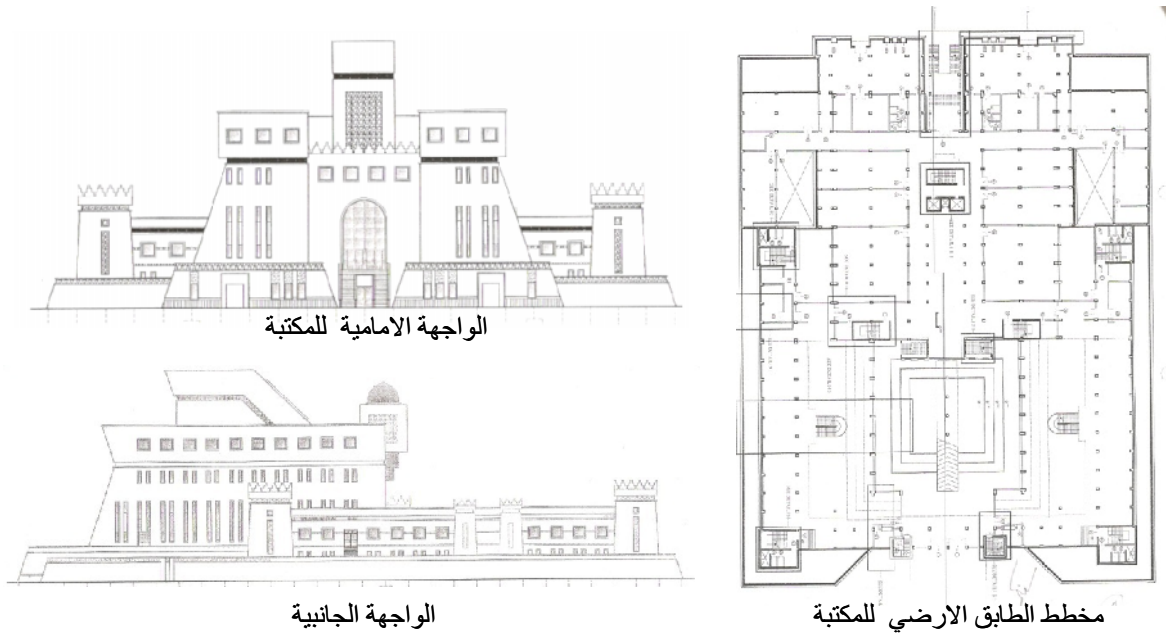 الواجهة الامامية للمكتبة
الواجهة الجانبية
مخطط الطابق الارضي للمكتبة